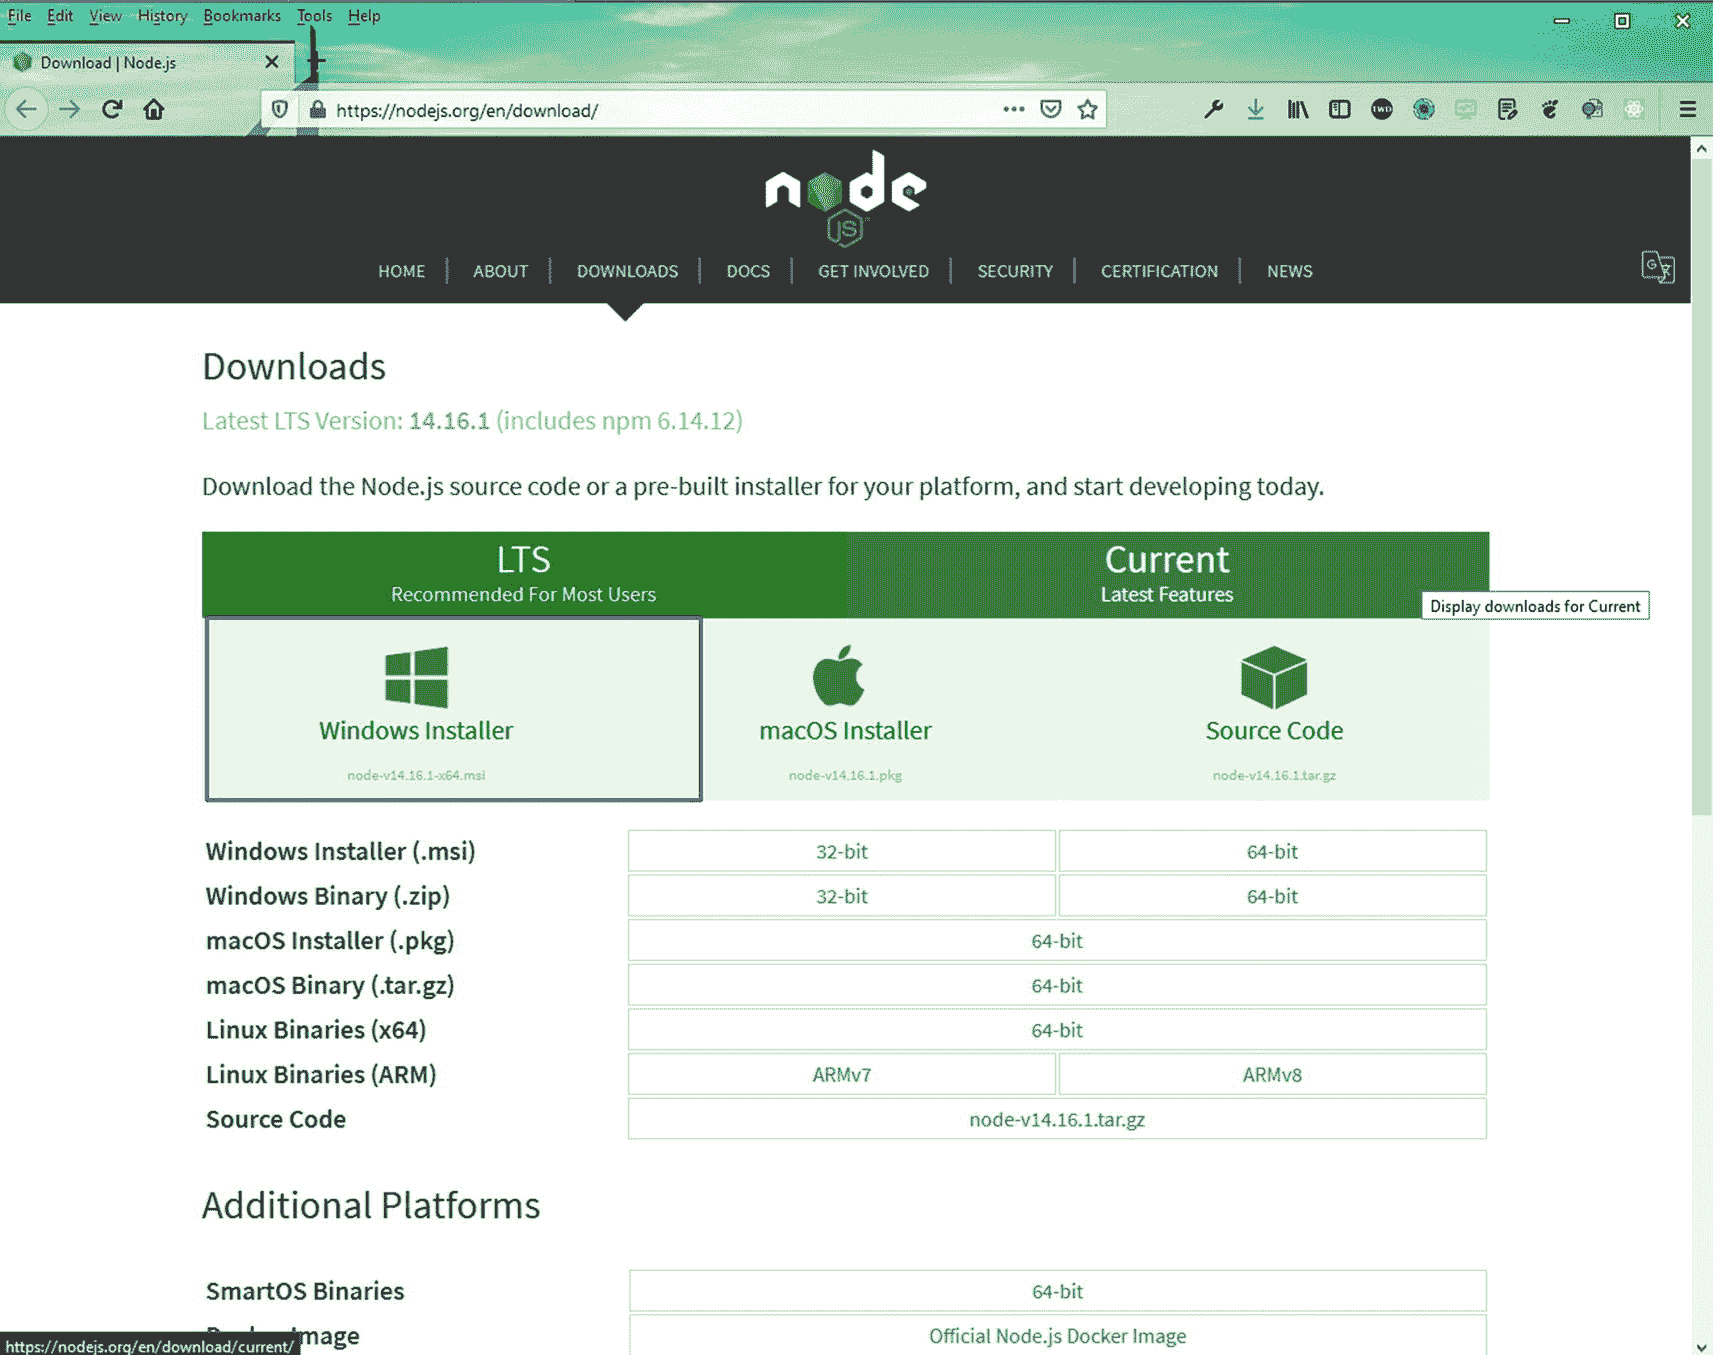 File Edit View History Bookmarks Tools Help
Download | Node.js
https://nodejs.org/en/download/
node
JS
HOME ABOUT DOWNLOADS DOCS GET INVOLVED SECURITY CERTIFICATION NEWS
Downloads
Latest LTS Version: 14.16.1 (includes npm 6.14.12)
Download the Node.js source code or a pre-built installer for your platform, and start developing today.
LTS
Recommended For Most Users
Current
Latest Features
Display downloads for Current
Windows Installer
node-v14.16.1-x64.msi
macOS Installer
node-v14.16.1.pkg
Source Code
node-v14.16.1.tar.gz
Windows Installer (.msi) 32-bit 64-bit
Windows Binary (.zip) 32-bit 64-bit
macOS Installer (.pkg) 64-bit
macOS Binary (.tar.gz) 64-bit
Linux Binaries (x64) 64-bit
Linux Binaries (ARM) ARMv7 ARMv8
Source Code node-v14.16.1.tar.gz
Additional Platforms
SmartOS Binaries 64-bit
Image Official Node.js Docker Image
https://nodejs.org/en/download/current/